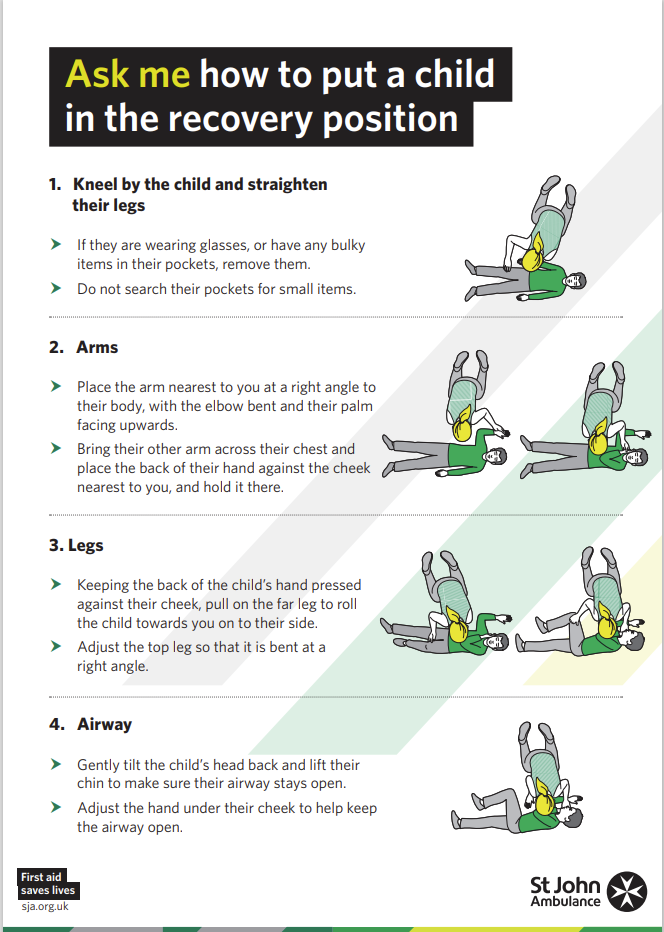 Ask me how to put a child
in the recovery position
1. Kneel by the child and straighten
their legs
If they are wearing glasses, or have any bulky
items in their pockets, remove them.
Do not search their pockets for small items.
2. Arms
Place the arm nearest to you at a right angle to
their body, with the elbow bent and their palm
facing upwards.
Bring their other arm across their chest and
place the back of their hand against the cheek
nearest to you, and hold it there.
3. Legs
Keeping the back of the child's hand pressed
against their cheek, pull on the far leg to roll
the child towards you on to their side.
Adjust the top leg so that it is bent at a
right angle.
4. Airway
Gently tilt the child's head back and lift their
chin to make sure their airway stays open.
Adjust the hand under their cheek to help keep
the airway open.
First aid
saves lives
sja.org.uk
St John
Ambulance